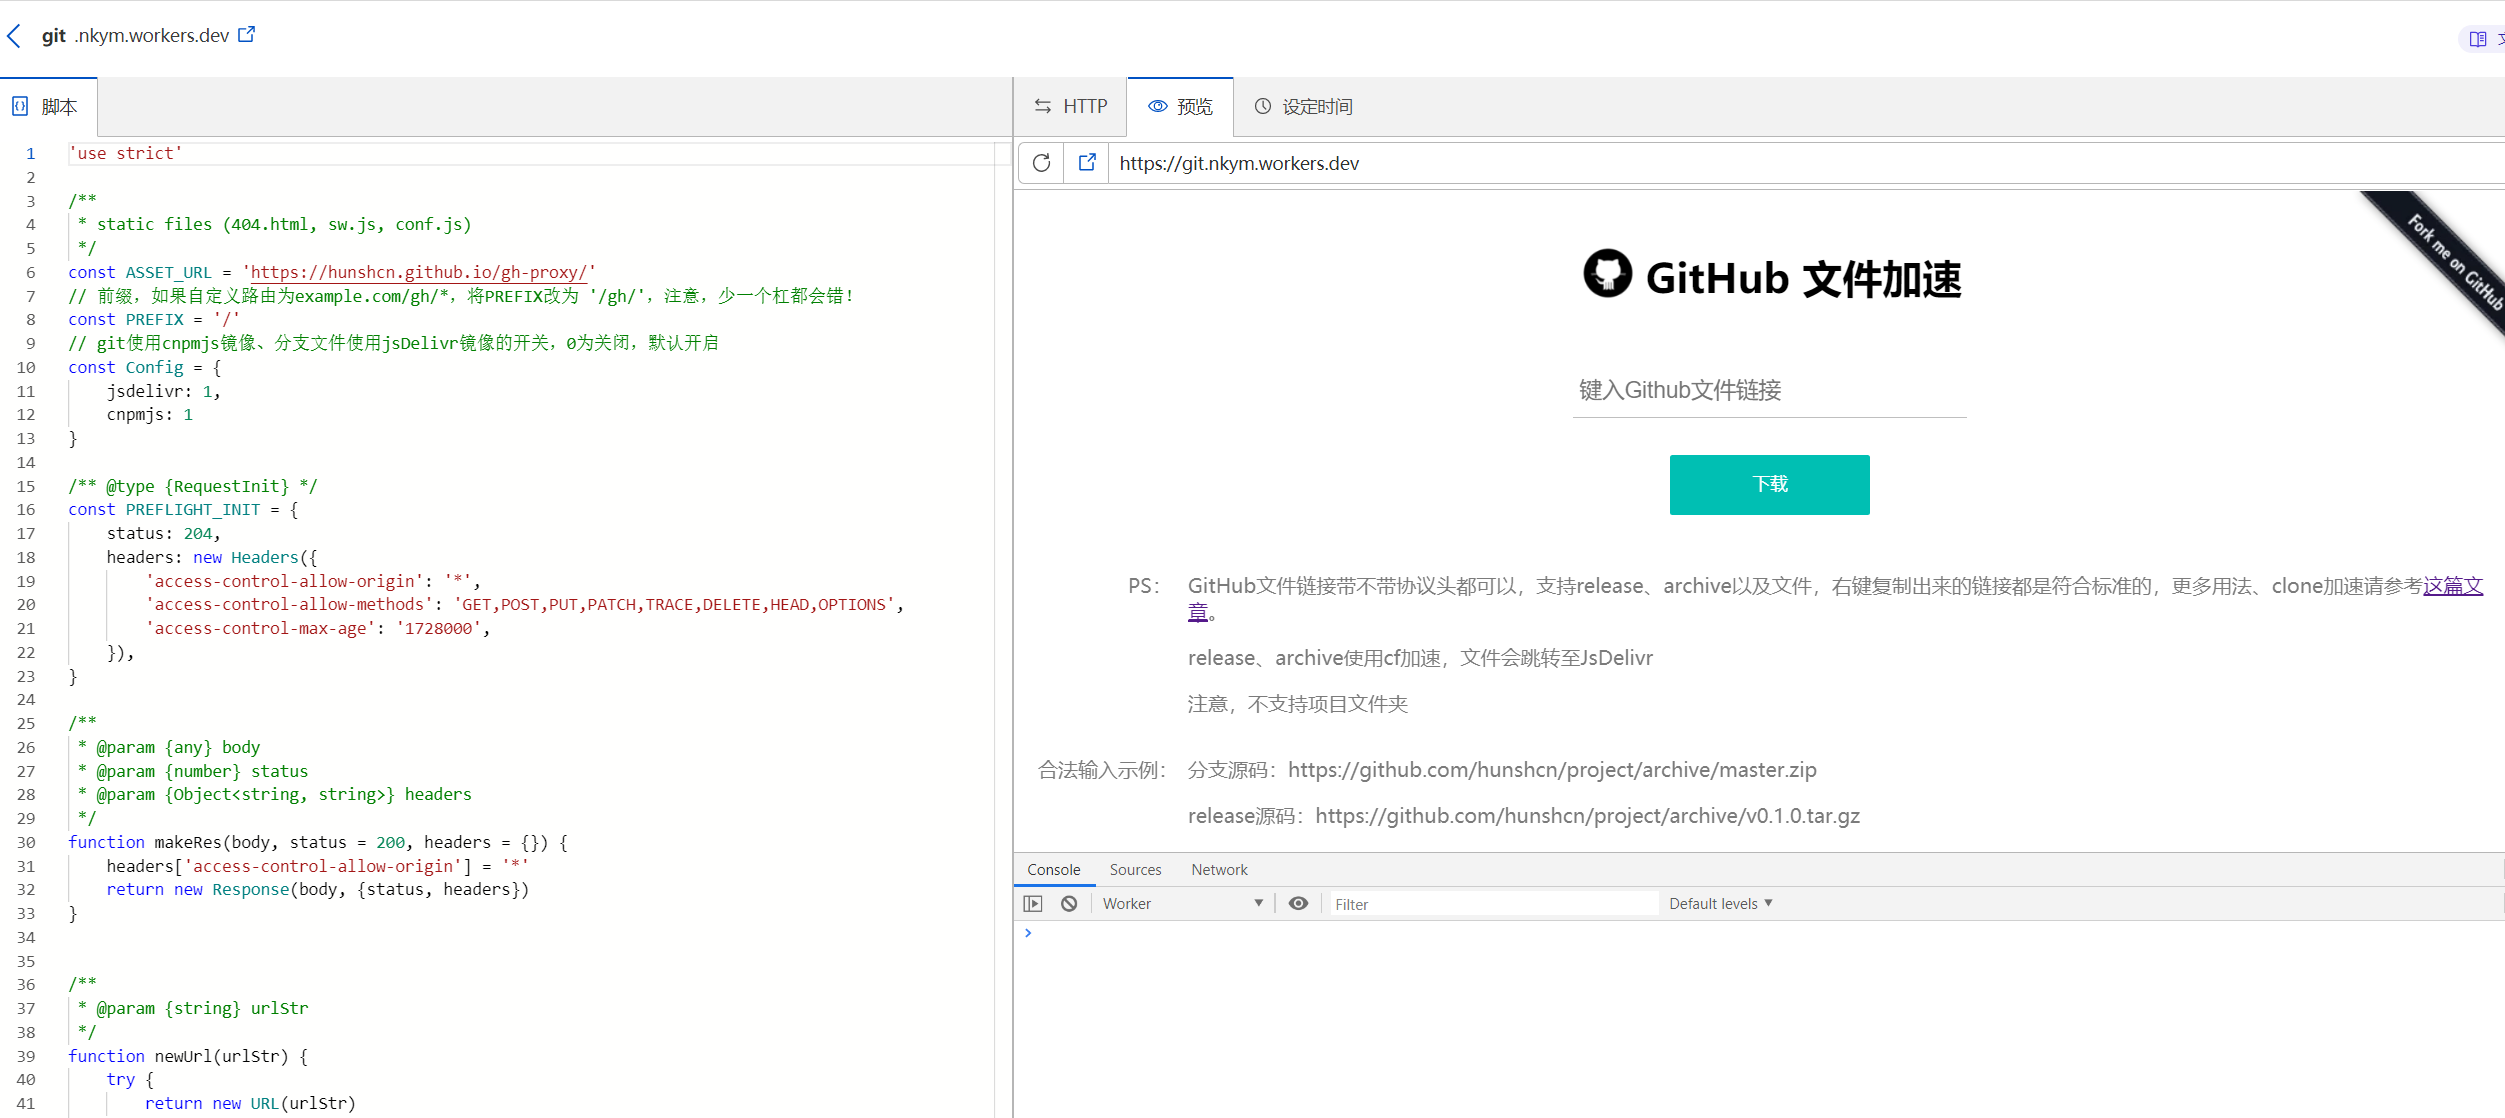 git .nkym.workers.dev
文
脚本
1 'use strict'
2
3 /**
4  * static files (404.html, sw.js, conf.js)
5  */
6 const ASSET_URL = 'https://hunshcn.github.io/gh-proxy/'
7 // 前缀，如果自定义路由为example.com/gh/*，将PREFIX改为 '/gh/'，注意，少一个杠都会错！
8 const PREFIX = '/'
9 // git使用cnpmjs镜像、分支文件使用jsDelivr镜像的开关，0为关闭，默认开启
10 const Config = {
11     jsdelivr: 1,
12     cnpmjs: 1
13 }
14
15 /** @type {RequestInit} */
16 const PREFLIGHT_INIT = {
17     status: 204,
18     headers: new Headers({
19         'access-control-allow-origin': '*',
20         'access-control-allow-methods': 'GET,POST,PUT,PATCH,TRACE,DELETE,HEAD,OPTIONS',
21         'access-control-max-age': '1728000',
22     }),
23 }
24
25 /**
26  * @param {any} body
27  * @param {number} status
28  * @param {Object<string, string>} headers
29  */
30 function makeRes(body, status = 200, headers = {}) {
31     headers['access-control-allow-origin'] = '*'
32     return new Response(body, {status, headers})
33 }
34
35
36 /**
37  * @param {string} urlStr
38  */
39 function newUrl(urlStr) {
40     try {
41         return new URL(urlStr)
HTTP 预览 设定时间
https://git.nkym.workers.dev
Fork me on GitHub
GitHub 文件加速
键入Github文件链接
下载
PS： GitHub文件链接带不带协议头都可以，支持release、archive以及文件，右键复制出来的链接都是符合标准的，更多用法、clone加速请参考这篇文
章。
release、archive使用cf加速，文件会跳转至JsDelivr
注意，不支持项目文件夹
合法输入示例： 分支源码：https://github.com/hunshcn/project/archive/master.zip
release源码：https://github.com/hunshcn/project/archive/v0.1.0.tar.gz
Console Sources Network
Worker Filter Default levels